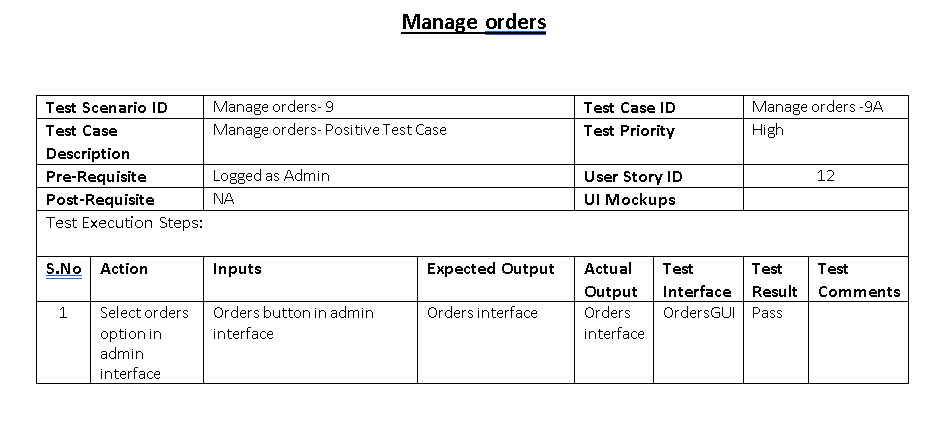 Manage orders
Test Scenario ID Manage orders- 9 Test Case ID Manage orders -9A
Test Case Manage orders- Positive Test Case Test Priority High
Description
Pre-Requisite Logged as Admin User Story ID 12
Post-Requisite NA UI Mockups
Test Execution Steps:
S.No Action Inputs Expected Output Actual Test Test Test
Output Interface Result Comments
1 Select orders Orders button in admin Orders interface Orders OrdersGUI Pass
option in interface interface
admin
interface